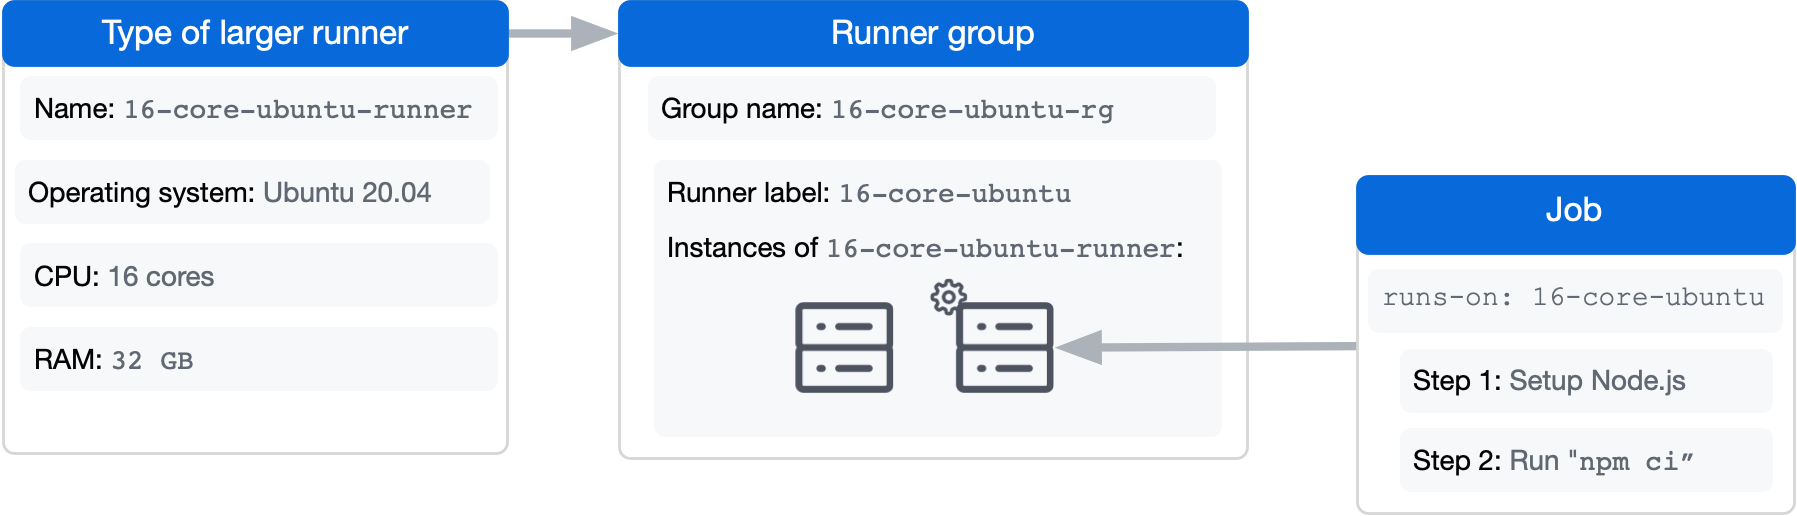 Type of larger runner
Name: 16-core-ubuntu-runner
Operating system: Ubuntu 20.04
CPU: 16 cores
RAM: 32 GB
Runner group
Group name: 16-core-ubuntu-rg
Runner label: 16-core-ubuntu
Instances of 16-core-ubuntu-runner:
Job
runs-on: 16-core-ubuntu
Step 1: Setup Node.js
Step 2: Run "npm ci”